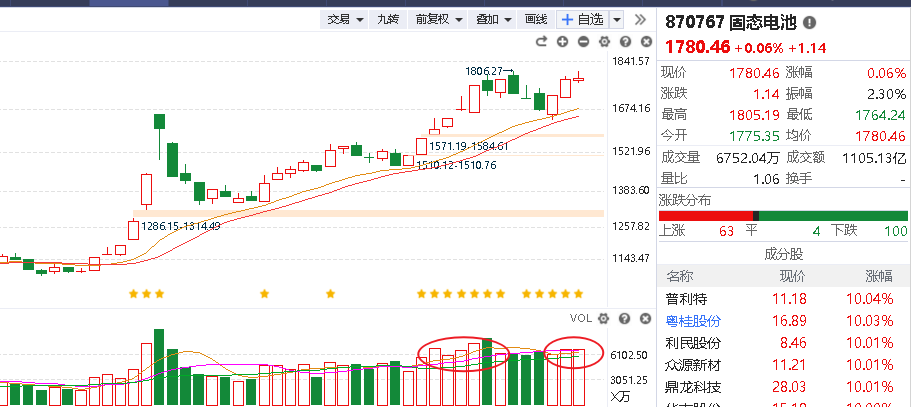 交易 九转 前复权 叠加 画线 +自选
870767 固态电池
1780.46 +0.06% +1.14
现价 1780.46 涨幅 0.06%
涨跌 1.14 振幅 2.30%
最高 1805.19 最低 1764.24
今开 1775.35 均价 1780.46
成交量 6752.04万 成交额 1105.13亿
量比 1.06 换手 -
涨跌分布
上涨 63 平 4 下跌 100
成分股
名称 现价 涨幅
普利特 11.18 10.04%
粤桂股份 16.89 10.03%
利民股份 8.46 10.01%
众源新材 11.21 10.01%
鼎龙科技 28.03 10.01%
1841.57
1806.27→
1674.16
1571.19-1584.61
1521.96
1510.12-1510.76
1383.60
1286.15-1314.49
1257.82
1143.47
VOL
6102.50
3051.25
X万